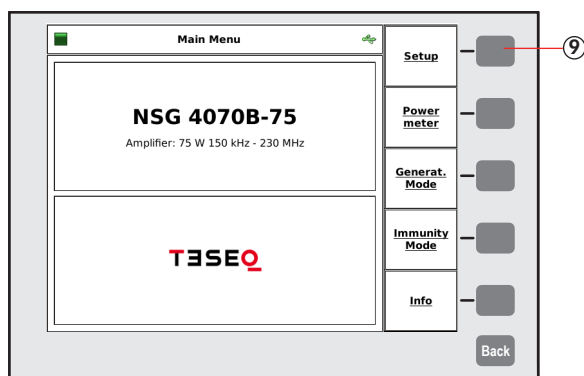 Main Menu
NSG 4070B-75
Amplifier: 75 W 150 kHz - 230 MHz
TESEQ
Setup
Power
meter
Generat.
Mode
Immunity
Mode
Info
Back
9